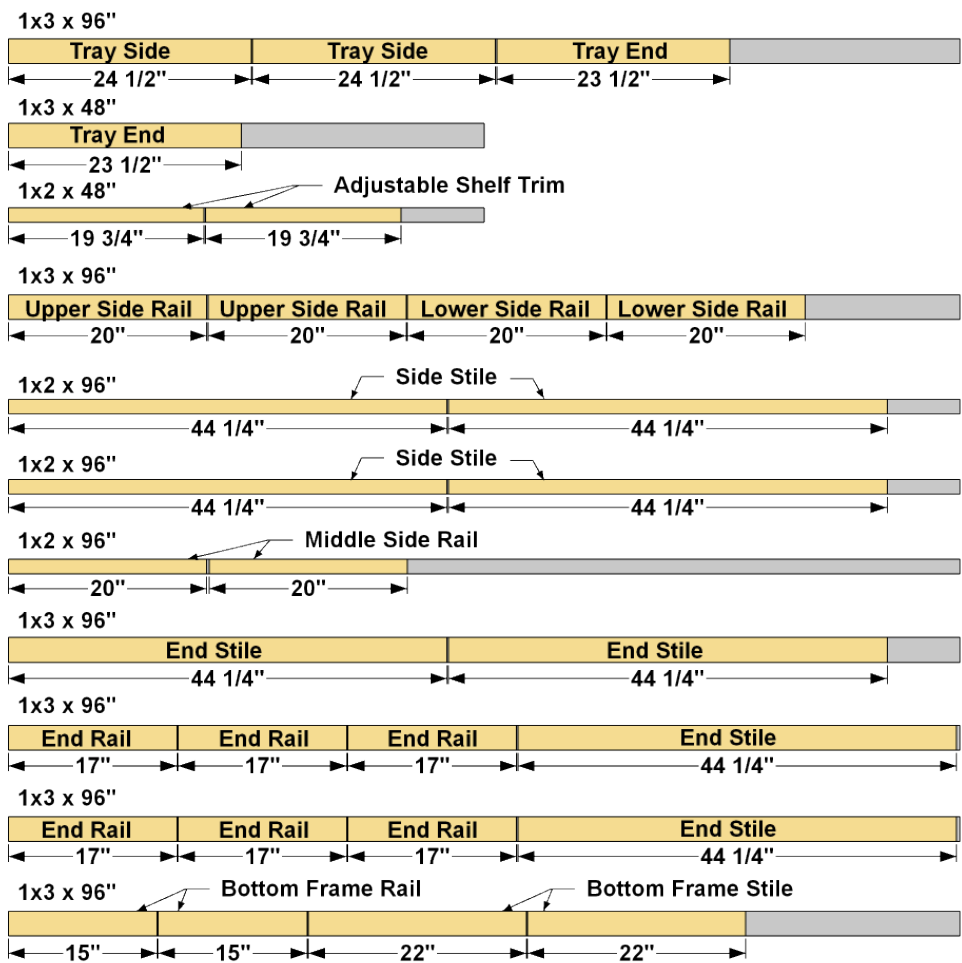 1x3 x 96"
Tray Side Tray Side Tray End
24 1/2" 24 1/2" 23 1/2"
1x3 x 48"
Tray End
23 1/2"
1x2 x 48"
Adjustable Shelf Trim
19 3/4" 19 3/4"
1x3 x 96"
Upper Side Rail Upper Side Rail Lower Side Rail Lower Side Rail
20" 20" 20" 20"
1x2 x 96"
Side Stile
44 1/4" 44 1/4"
1x2 x 96"
Side Stile
44 1/4" 44 1/4"
1x2 x 96"
Middle Side Rail
20" 20"
1x3 x 96"
End Stile End Stile
44 1/4" 44 1/4"
1x3 x 96"
End Rail End Rail End Rail End Stile
17" 17" 17" 44 1/4"
1x3 x 96"
End Rail End Rail End Rail End Stile
17" 17" 17" 44 1/4"
1x3 x 96"
Bottom Frame Rail Bottom Frame Stile
15" 15" 22" 22"